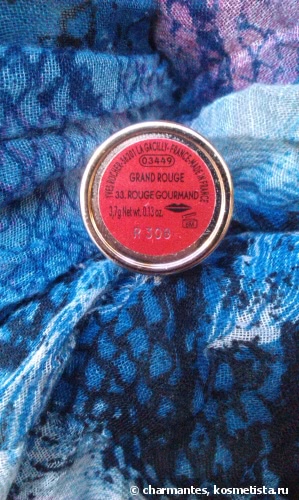 YVES ROCHER-56201 LA GACILLY-FRANCE-MADE IN FRANCE
03449
GRAND ROUGE
33. ROUGE GOURMAND
3,7g Net wt. 0.13 oz.
R 309
© charmantes, kosmetista.ru